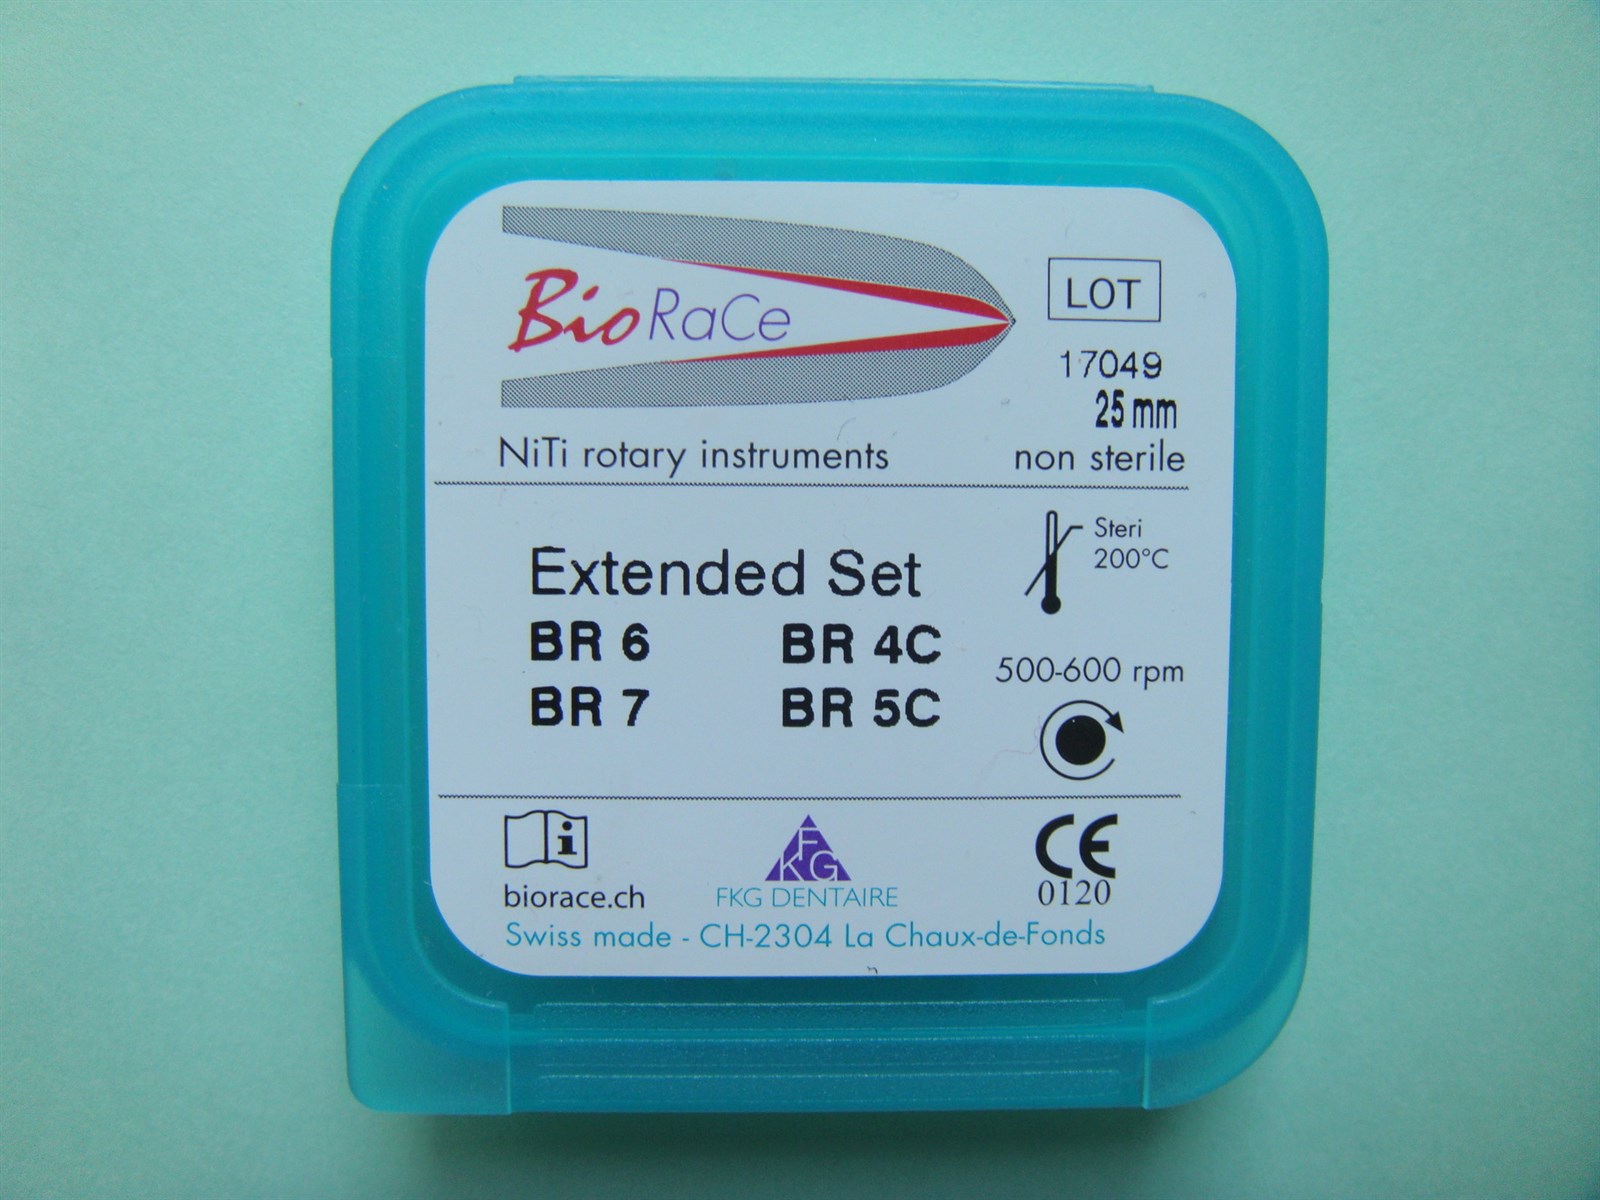 BioRaCe
LOT
17049
25 mm
NiTi rotary instruments
non sterile
Steri
200°C
Extended Set
BR 6 BR 4C
BR 7 BR 5C
500-600 rpm
i
biorace.ch
FKG
FKG DENTAIRE
CE
0120
Swiss made - CH-2304 La Chaux-de-Fonds